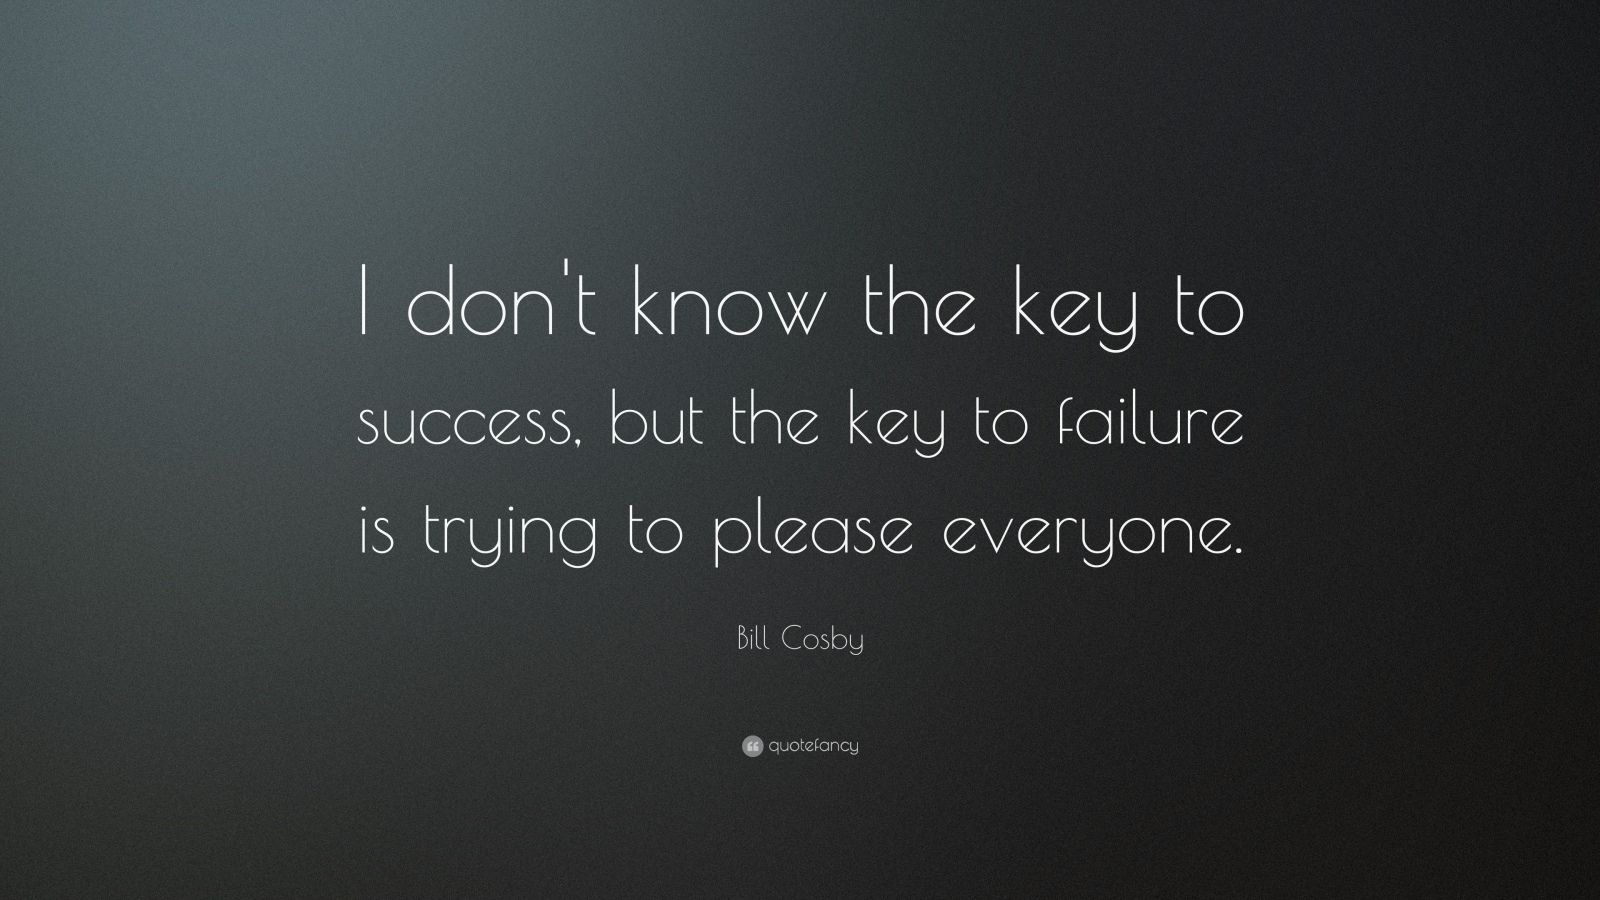 I don't know the key to
success, but the key to failure
is trying to please everyone.
Bill Cosby
quotefancy